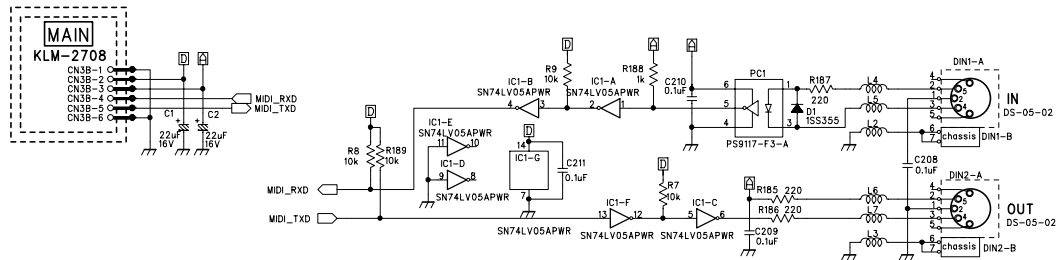 MAIN
KLM-2708
CN3B-1
CN3B-2
CN3B-3
CN3B-4
CN3B-5
CN3B-6
D
A
MIDI_RXD
MIDI_TXD
C1
22uF
16V
C2
22uF
16V
D
R8
10k
R189
10k
MIDI_RXD
MIDI_TXD
IC1-E
SN74LV05APWR
11
10
IC1-D
9
8
SN74LV05APWR
IC1-B
SN74LV05APWR
4
3
D
R9
10k
IC1-A
2
1
SN74LV05APWR
A
R188
1k
D
14
IC1-G
7
C211
0.1uF
SN74LV05APWR
A
C210
0.1uF
PC1
6
5
4
1
3
PS9117-F3-A
R187
220
D1
1SS355
L4
L5
L2
DIN1-A
4
2
1
3
5
5
2
4
IN
DS-05-02
6
7
chassis
DIN1-B
C208
0.1uF
13
IC1-F
12
SN74LV05APWR
D
R7
10k
5
IC1-C
6
SN74LV05APWR
A
R185 220
R186 220
C209
0.1uF
L6
L7
L3
DIN2-A
4
2
1
3
5
5
2
4
OUT
DS-05-02
6
7
chassis
DIN2-B